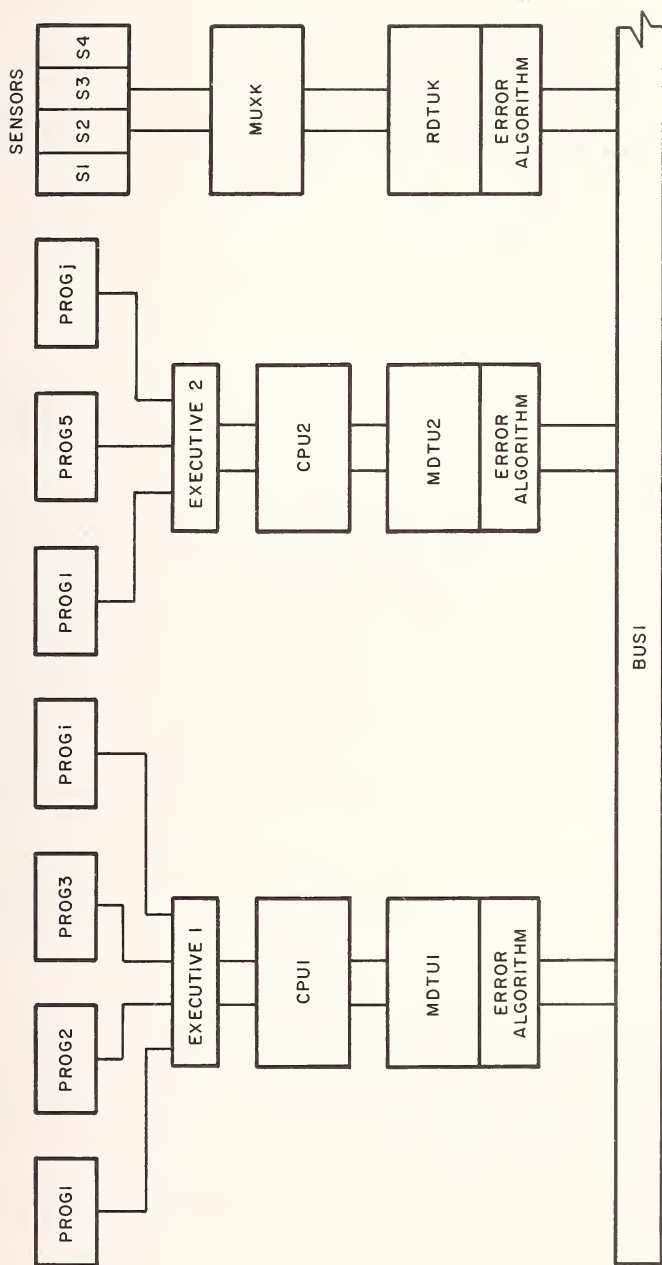 SENSORS
S1 S2 S3 S4
MUXK
RDTUK
ERROR
ALGORITHM
PROG1
PROG5
PROGj
EXECUTIVE 2
CPU2
MDTU2
ERROR
ALGORITHM
PROG1
PROG2
PROG3
PROGi
EXECUTIVE 1
CPU1
MDTU1
ERROR
ALGORITHM
BUS1